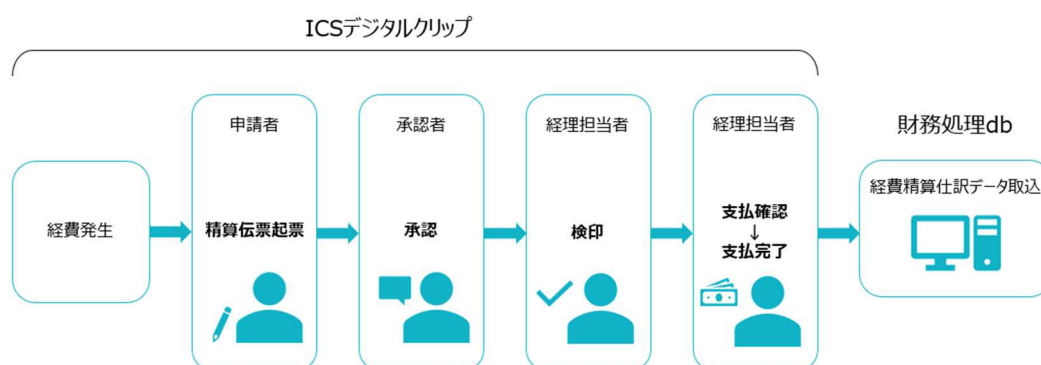 ICSデジタルクリップ
経費発生
申請者
精算伝票起票
承認者
承認
経理担当者
検印
経理担当者
支払確認
↓
支払完了
財務処理db
経費精算仕訳データ取込